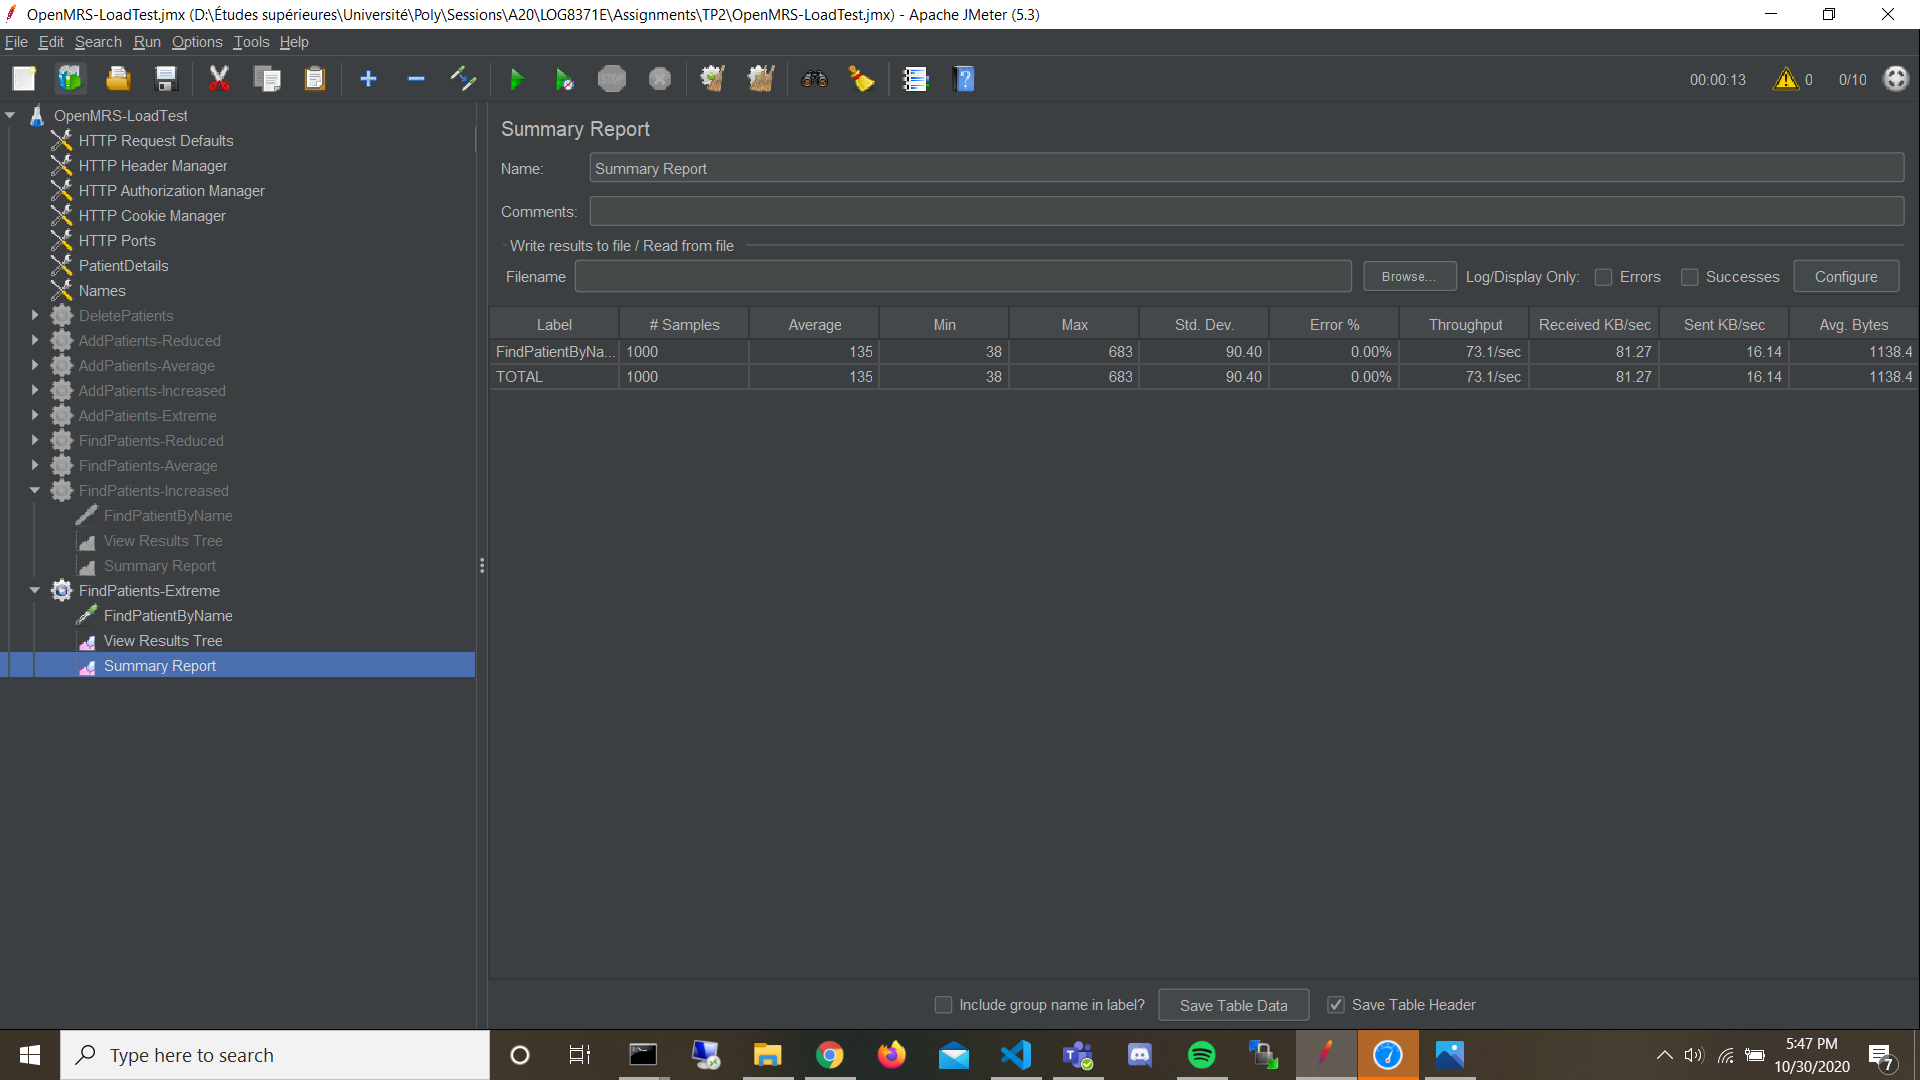 OpenMRS-LoadTest.jmx (D:\Études supérieures\Université\Poly\Sessions\A20\LOG8371E\Assignments\TP2\OpenMRS-LoadTest.jmx) - Apache JMeter (5.3)
File Edit Search Run Options Tools Help
STOP 00:00:13 0 0/10
OpenMRS-LoadTest
HTTP Request Defaults
HTTP Header Manager
HTTP Authorization Manager
HTTP Cookie Manager
HTTP Ports
PatientDetails
Names
DeletePatients
AddPatients-Reduced
AddPatients-Average
AddPatients-Increased
AddPatients-Extreme
FindPatients-Reduced
FindPatients-Average
FindPatients-Increased
FindPatientByName
View Results Tree
Summary Report
FindPatients-Extreme
FindPatientByName
View Results Tree
Summary Report
Summary Report
Name: Summary Report
Comments:
Write results to file / Read from file
Filename Browse... Log/Display Only: Errors Successes Configure
Label # Samples Average Min Max Std. Dev. Error % Throughput Received KB/sec Sent KB/sec Avg. Bytes
FindPatientByNa... 1000 135 38 683 90.40 0.00% 73.1/sec 81.27 16.14 1138.4
TOTAL 1000 135 38 683 90.40 0.00% 73.1/sec 81.27 16.14 1138.4
Include group name in label? Save Table Data Save Table Header
Type here to search
5:47 PM
10/30/2020
7